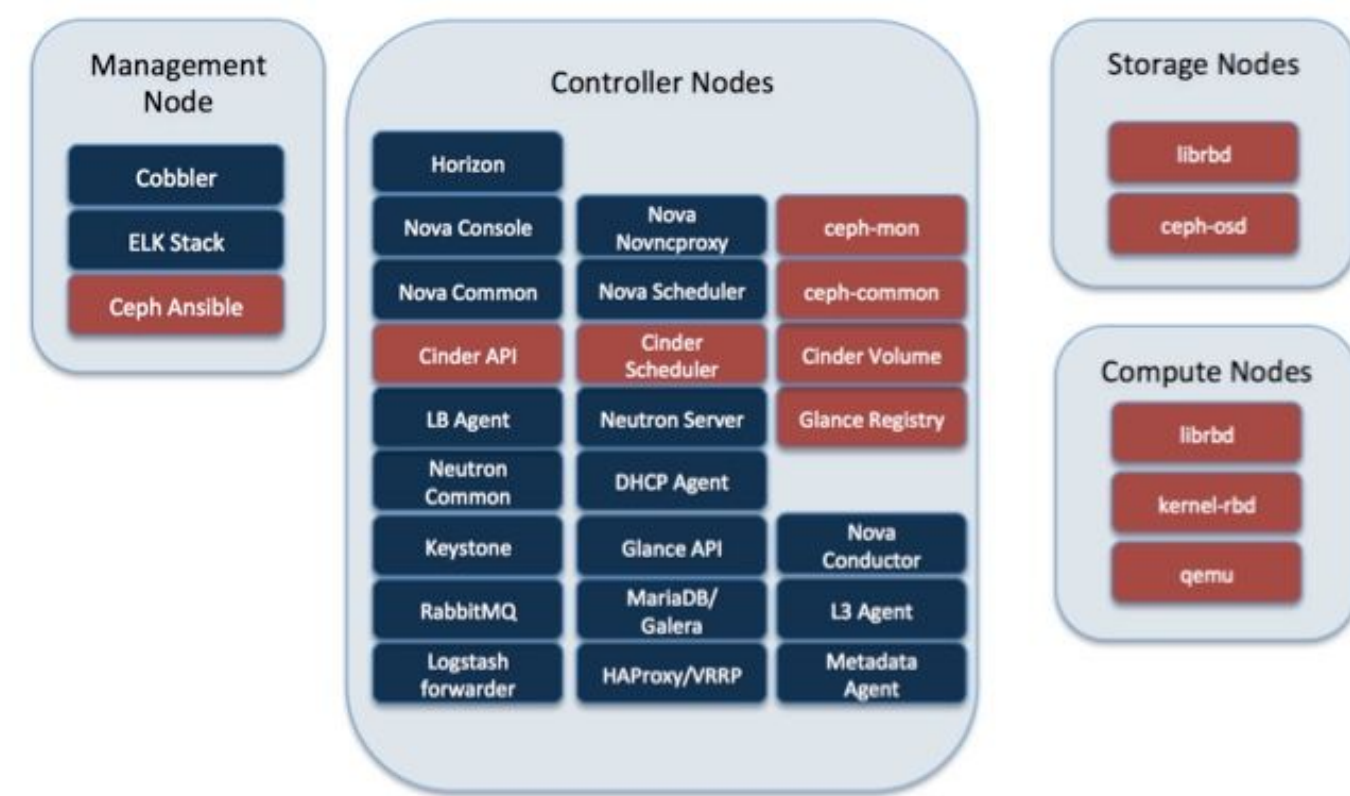 Management
Node
Cobbler
ELK Stack
Ceph Ansible
Controller Nodes
Horizon
Nova Console
Nova
Novncproxy
ceph-mon
Nova Common
Nova Scheduler
ceph-common
Cinder API
Cinder
Scheduler
Cinder Volume
LB Agent
Neutron Server
Glance Registry
Neutron
Common
DHCP Agent
Keystone
Glance API
Nova
Conductor
RabbitMQ
MariaDB/
Galera
L3 Agent
Logstash
forwarder
HAProxy/VRRP
Metadata
Agent
Storage Nodes
librbd
ceph-osd
Compute Nodes
librbd
kernel-rbd
qemu